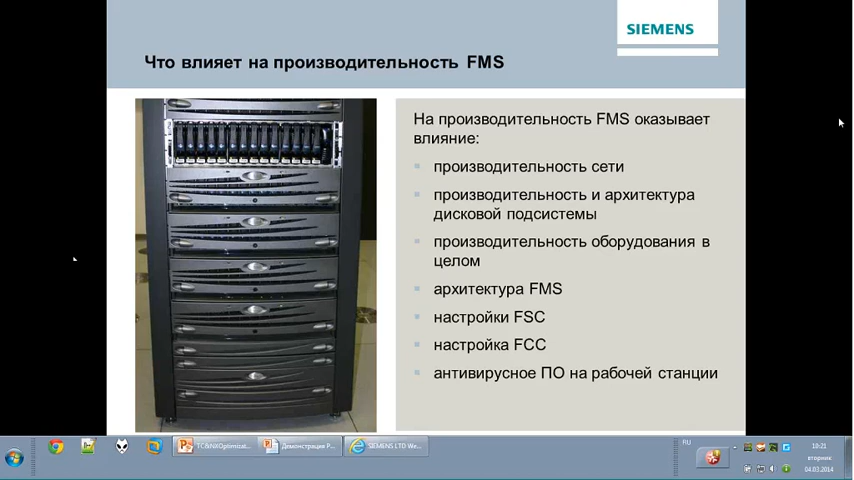 SIEMENS
Что влияет на производительность FMS
На производительность FMS оказывает
влияние:
производительность сети
производительность и архитектура
дисковой подсистемы
производительность оборудования в
целом
архитектура FMS
настройки FSC
настройка FCC
антивирусное ПО на рабочей станции
TC&NXOptimizat...
Демонстрация P...
SIEMENS LTD We...
RU
10:21
вторник
04.03.2014